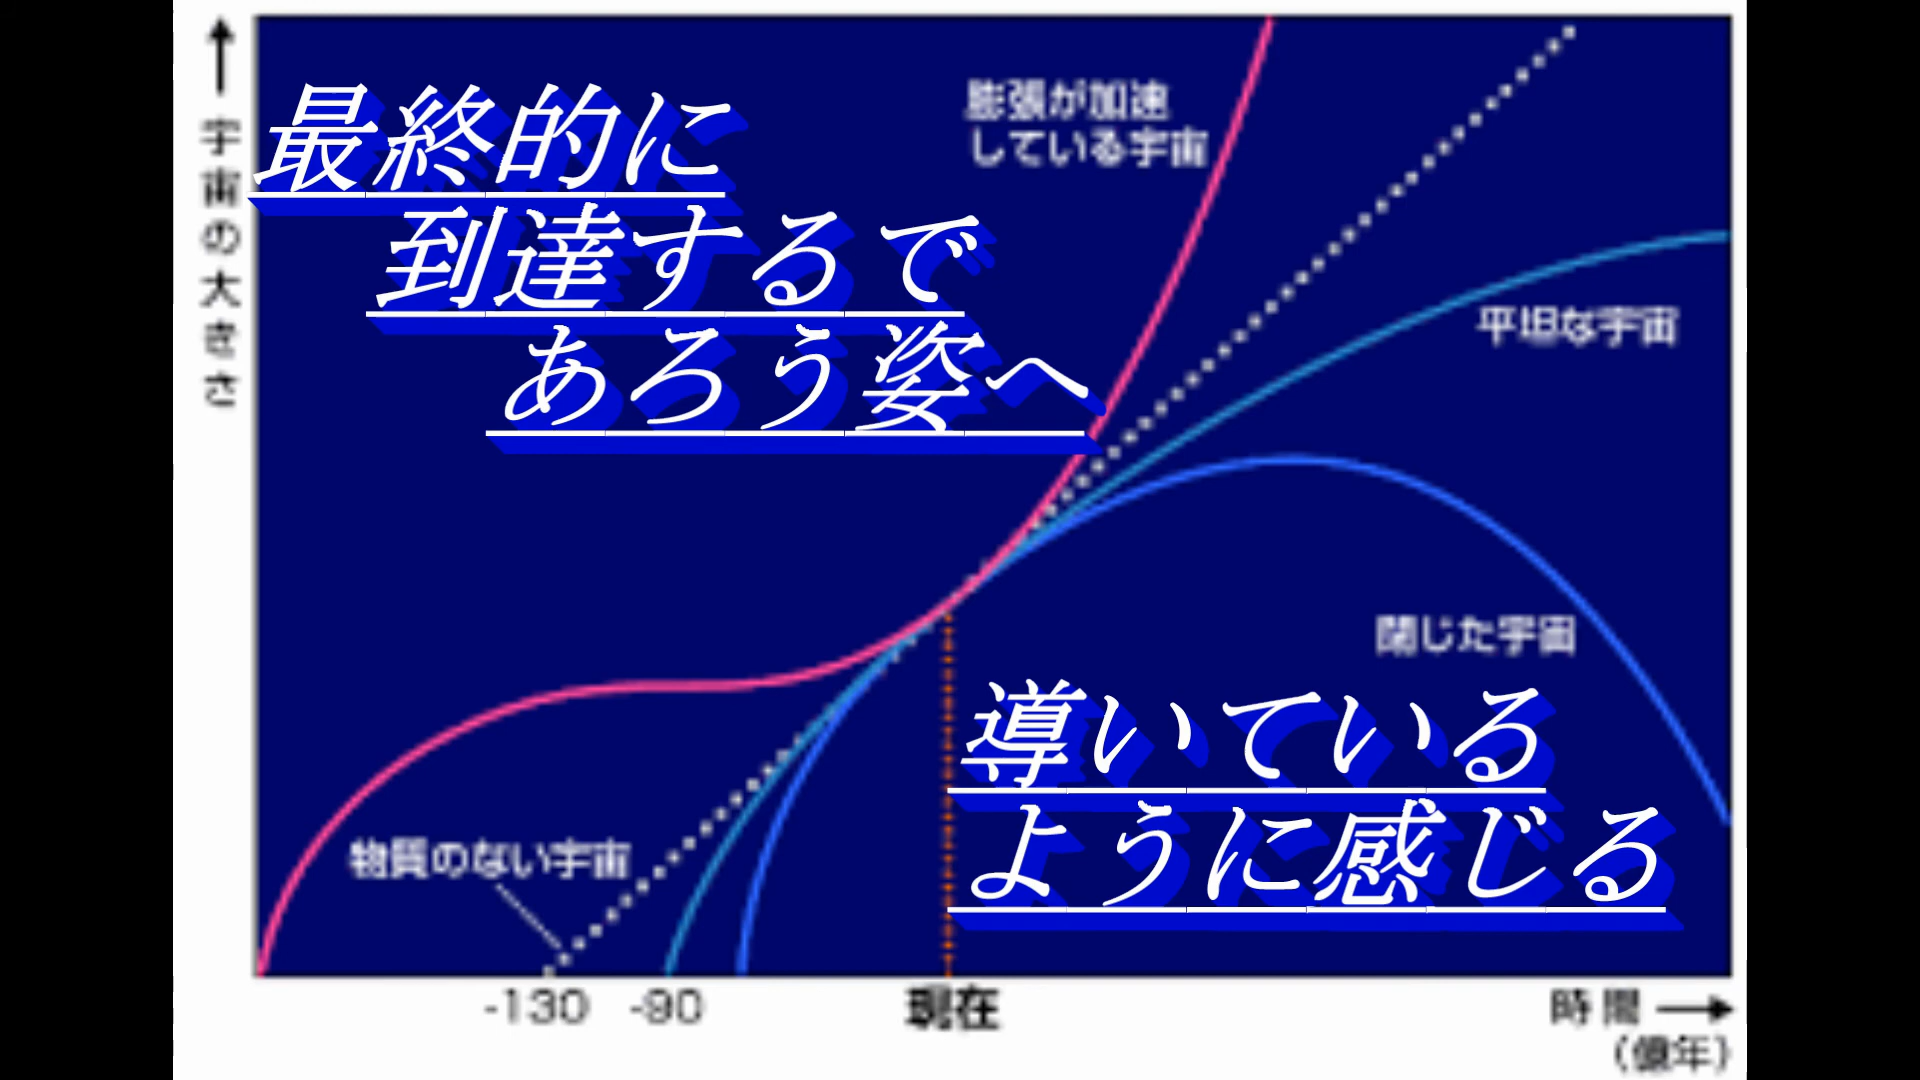 宇宙の大きさ
最終的に
到達するで
あろう姿へ
膨張が加速
している宇宙
平坦な宇宙
閉じた宇宙
導いている
ように感じる
物質のない宇宙
-130
-90
現在
時間
(億年)